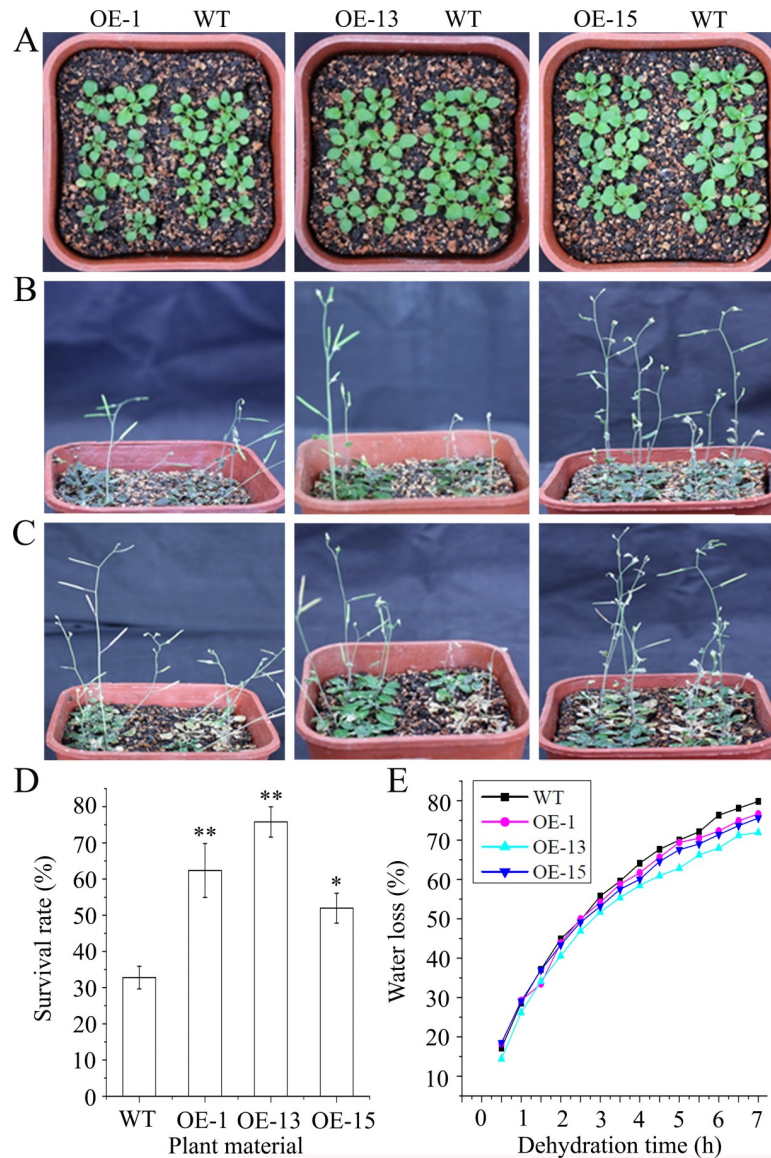 OE-1 WT OE-13 WT OE-15 WT
A
B
C
D
**
**
*
80
70
60
50
40
30
20
10
0
Survival rate (%)
WT OE-1 OE-13 OE-15
Plant material
E
WT
OE-1
OE-13
OE-15
80
70
60
50
40
30
20
10
Water loss (%)
0 1 2 3 4 5 6 7
Dehydration time (h)